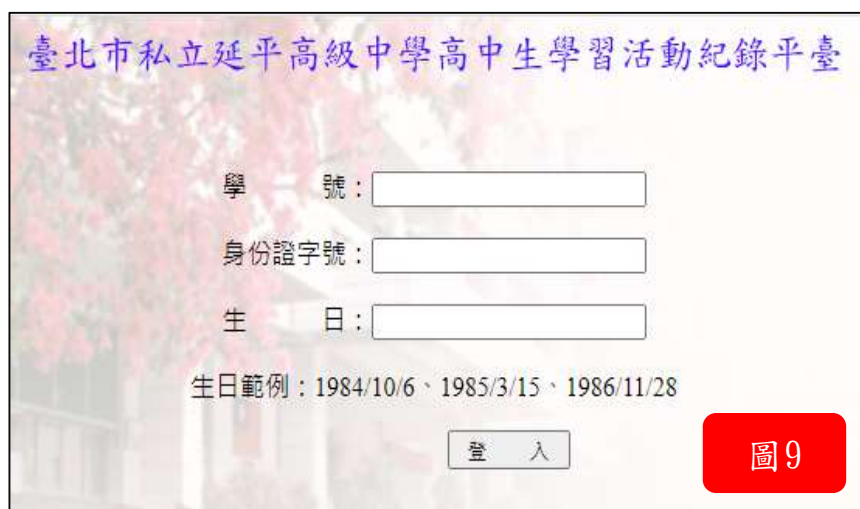 臺北市私立延平高級中學高中生學習活動紀錄平臺
學　　號：
身份證字號：
生　　日：
生日範例：1984/10/6、1985/3/15、1986/11/28
登　入
圖9